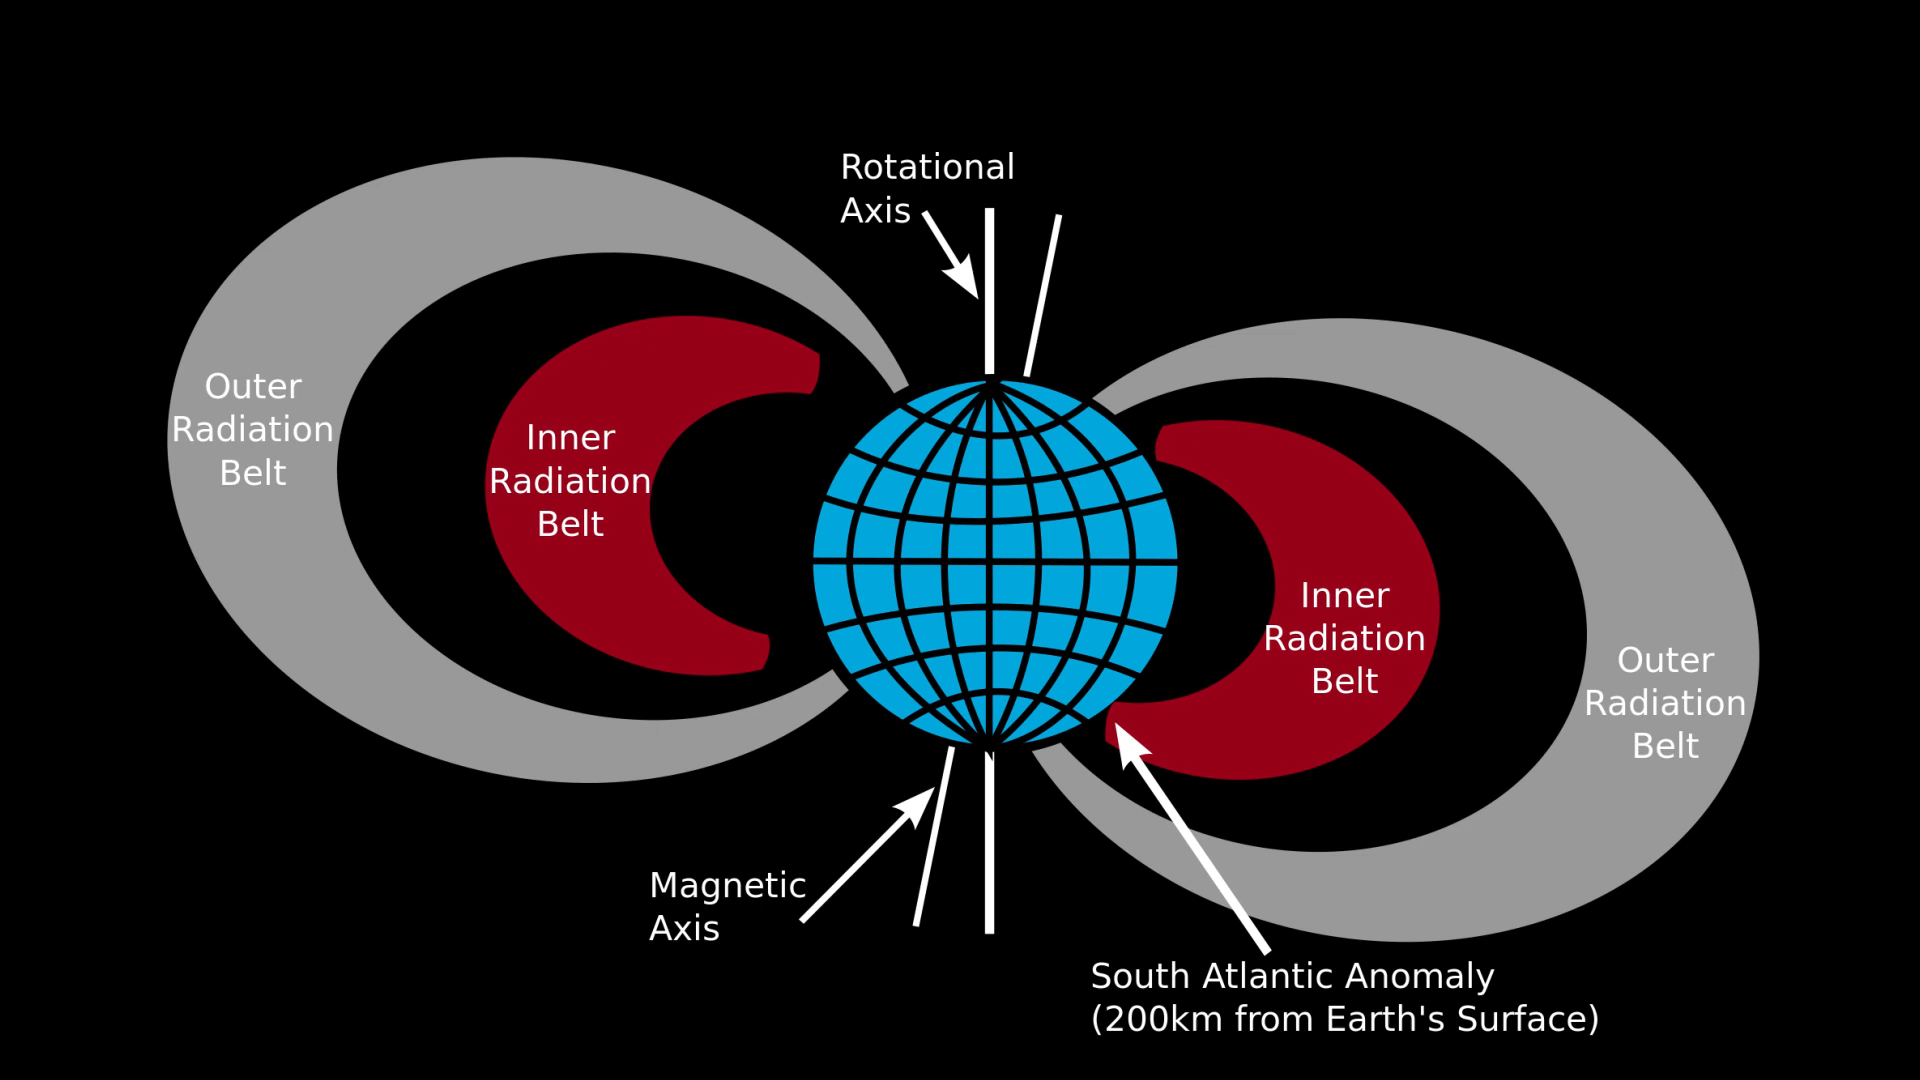 Rotational
Axis
Outer
Radiation
Belt
Inner
Radiation
Belt
Inner
Radiation
Belt
Outer
Radiation
Belt
Magnetic
Axis
South Atlantic Anomaly
(200km from Earth's Surface)